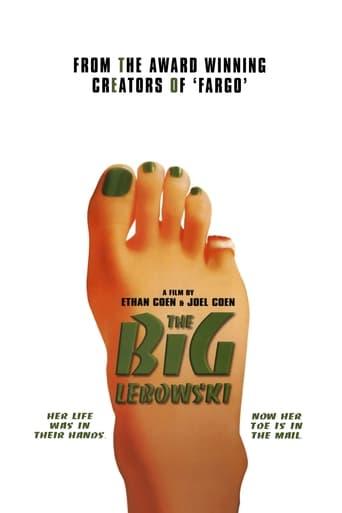 FROM THE AWARD WINNING
CREATORS OF 'FARGO'
A FILM BY
ETHAN COEN & JOEL COEN
THE
BIG
LEBOWSKI
HER LIFE
WAS IN
THEIR HANDS.
NOW HER
TOE IS IN
THE MAIL.